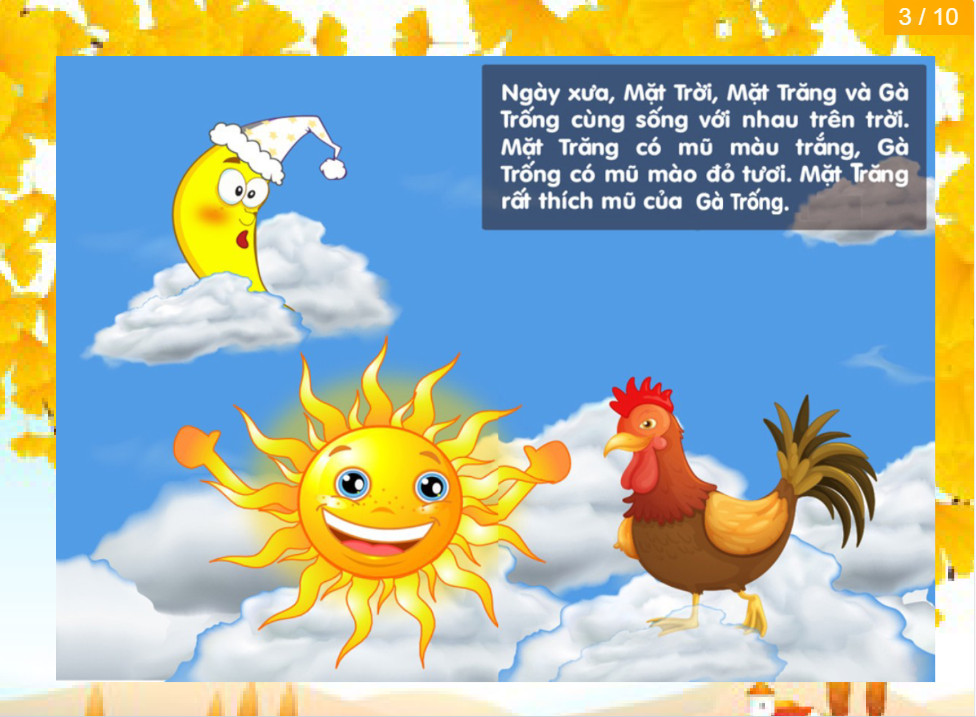 3 / 10
Ngày xưa, Mặt Trời, Mặt Trăng và Gà
Trống cùng sống với nhau trên trời.
Mặt Trăng có mũ màu trắng, Gà
Trống có mũ mào đỏ tươi. Mặt Trăng
rất thích mũ của Gà Trống.